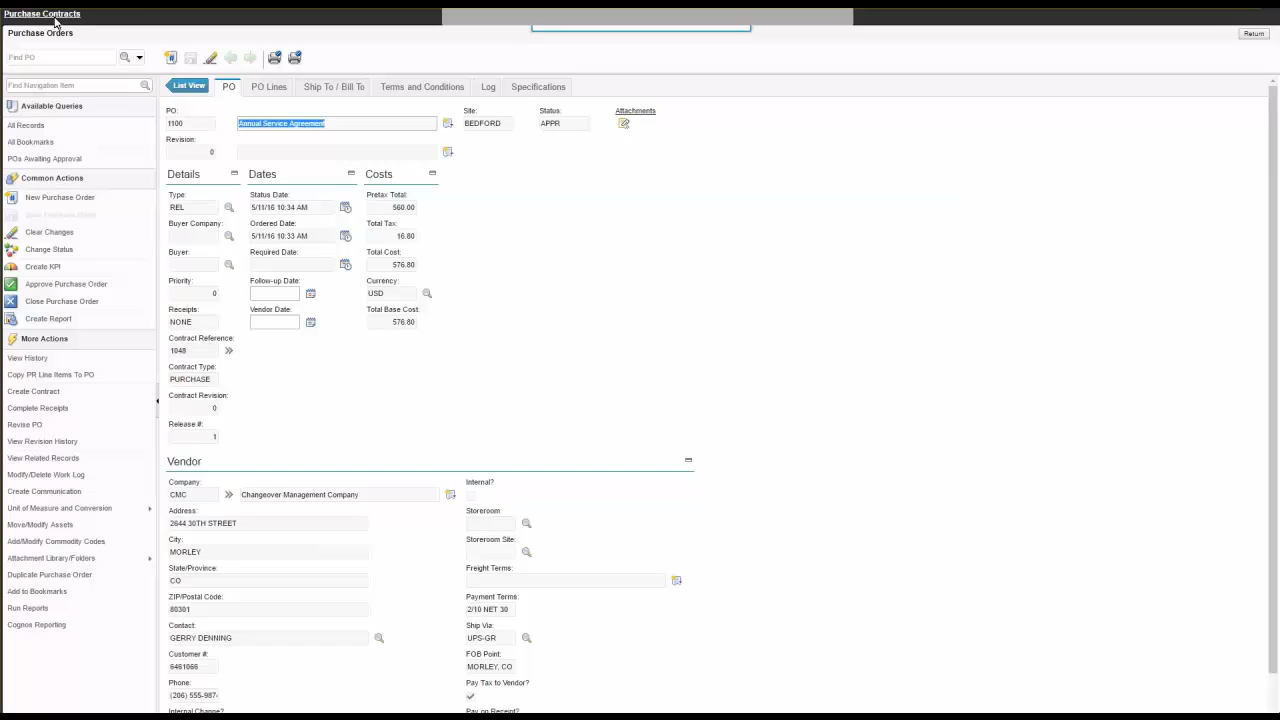 Purchase Contracts
Purchase Orders
Return
Find PO
Find Navigation Item
List View PO PO Lines Ship To / Bill To Terms and Conditions Log Specifications
Available Queries
All Records
All Bookmarks
POs Awaiting Approval
Common Actions
New Purchase Order
Clear Changes
Change Status
Create KPI
Approve Purchase Order
Close Purchase Order
Create Report
More Actions
View History
Copy PR Line Items To PO
Create Contract
Complete Receipts
Revise PO
View Revision History
View Related Records
Modify/Delete Work Log
Create Communication
Unit of Measure and Conversion
Move/Modify Assets
Add/Modify Commodity Codes
Attachment Library/Folders
Duplicate Purchase Order
Add to Bookmarks
Run Reports
Cognos Reporting
PO:
1100 Annual Service Agreement
Site:
BEDFORD
Status:
APPR
Attachments
Revision:
0
Details
Type:
REL
Buyer Company:
Buyer:
Priority:
0
Receipts:
NONE
Contract Reference:
1048
Contract Type:
PURCHASE
Contract Revision:
0
Release #:
1
Dates
Status Date:
5/11/16 10:34 AM
Ordered Date:
5/11/16 10:33 AM
Required Date:
Follow-up Date:
Vendor Date:
Costs
Pretax Total:
560.00
Total Tax:
16.80
Total Cost:
576.80
Currency:
USD
Total Base Cost:
576.80
Vendor
Company:
CMC Changeover Management Company
Address:
2644 30TH STREET
City:
MORLEY
State/Province:
CO
ZIP/Postal Code:
80301
Contact:
GERRY DENNING
Customer #:
6461066
Phone:
(206) 555-987-
Internal Change?
Internal?
Storeroom:
Storeroom Site:
Freight Terms:
Payment Terms:
2/10 NET 30
Ship Via:
UPS-GR
FOB Point:
MORLEY, CO
Pay Tax to Vendor?
Pay on Receipt?